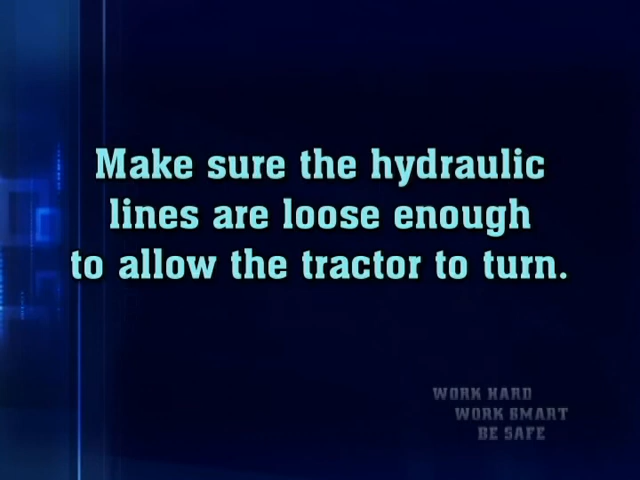 Make sure the hydraulic
lines are loose enough
to allow the tractor to turn.
WORK HARD
WORK SMART
BE SAFE